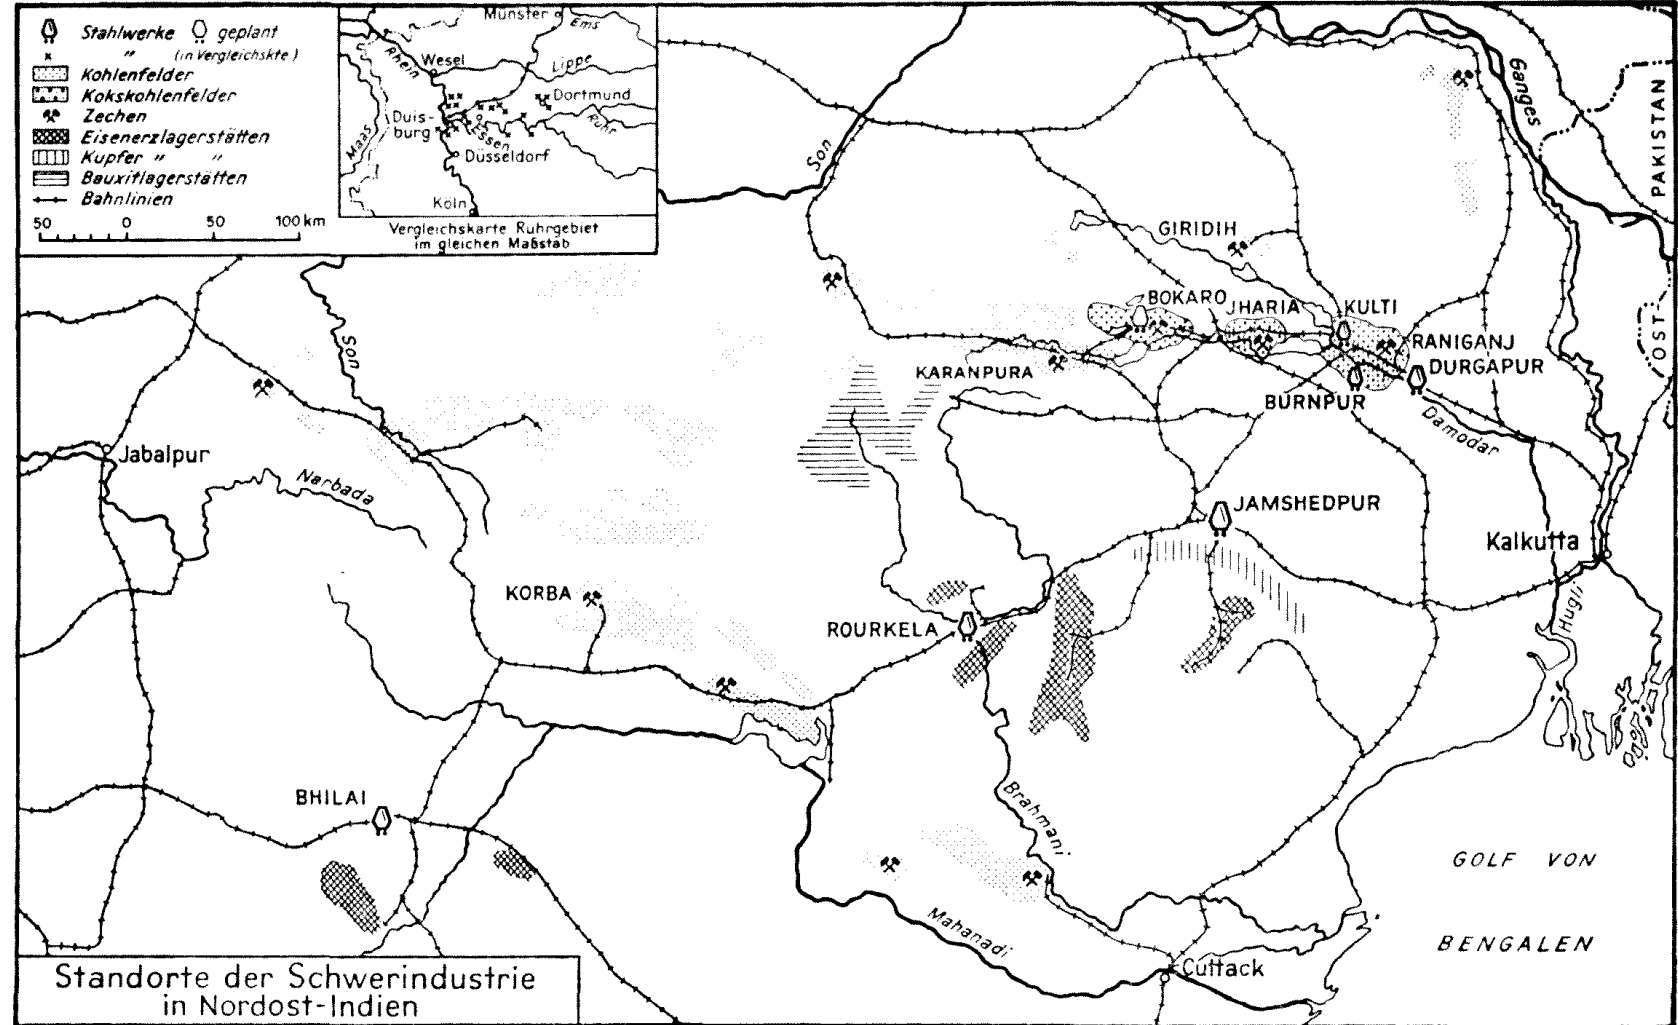 Stahlwerke geplant
" (in Vergleichskte.)
Kohlenfelder
Kokskohlenfelder
Zechen
Eisenerzlagerstätten
Kupfer " "
Bauxitlagerstätten
Bahnlinien
50 0 50 100 km
Münster
Ems
Rhein
Wesel
Lippe
Dortmund
Duis-
burg
Essen
Ruhr
Maas
Düsseldorf
Köln
Vergleichskarte Ruhrgebiet
im gleichen Maßstab
Son
Ganges
PAKISTAN
OST-
GIRIDIH
BOKARO
JHARIA
KULTI
RANIGANJ
DURGAPUR
KARANPURA
BURNPUR
Damodar
Son
Jabalpur
Narbada
JAMSHEDPUR
Kalkutta
Hugli
KORBA
ROURKELA
BHILAI
Brahmani
GOLF VON
BENGALEN
Mahanadi
Cuttack
Standorte der Schwerindustrie
in Nordost-Indien